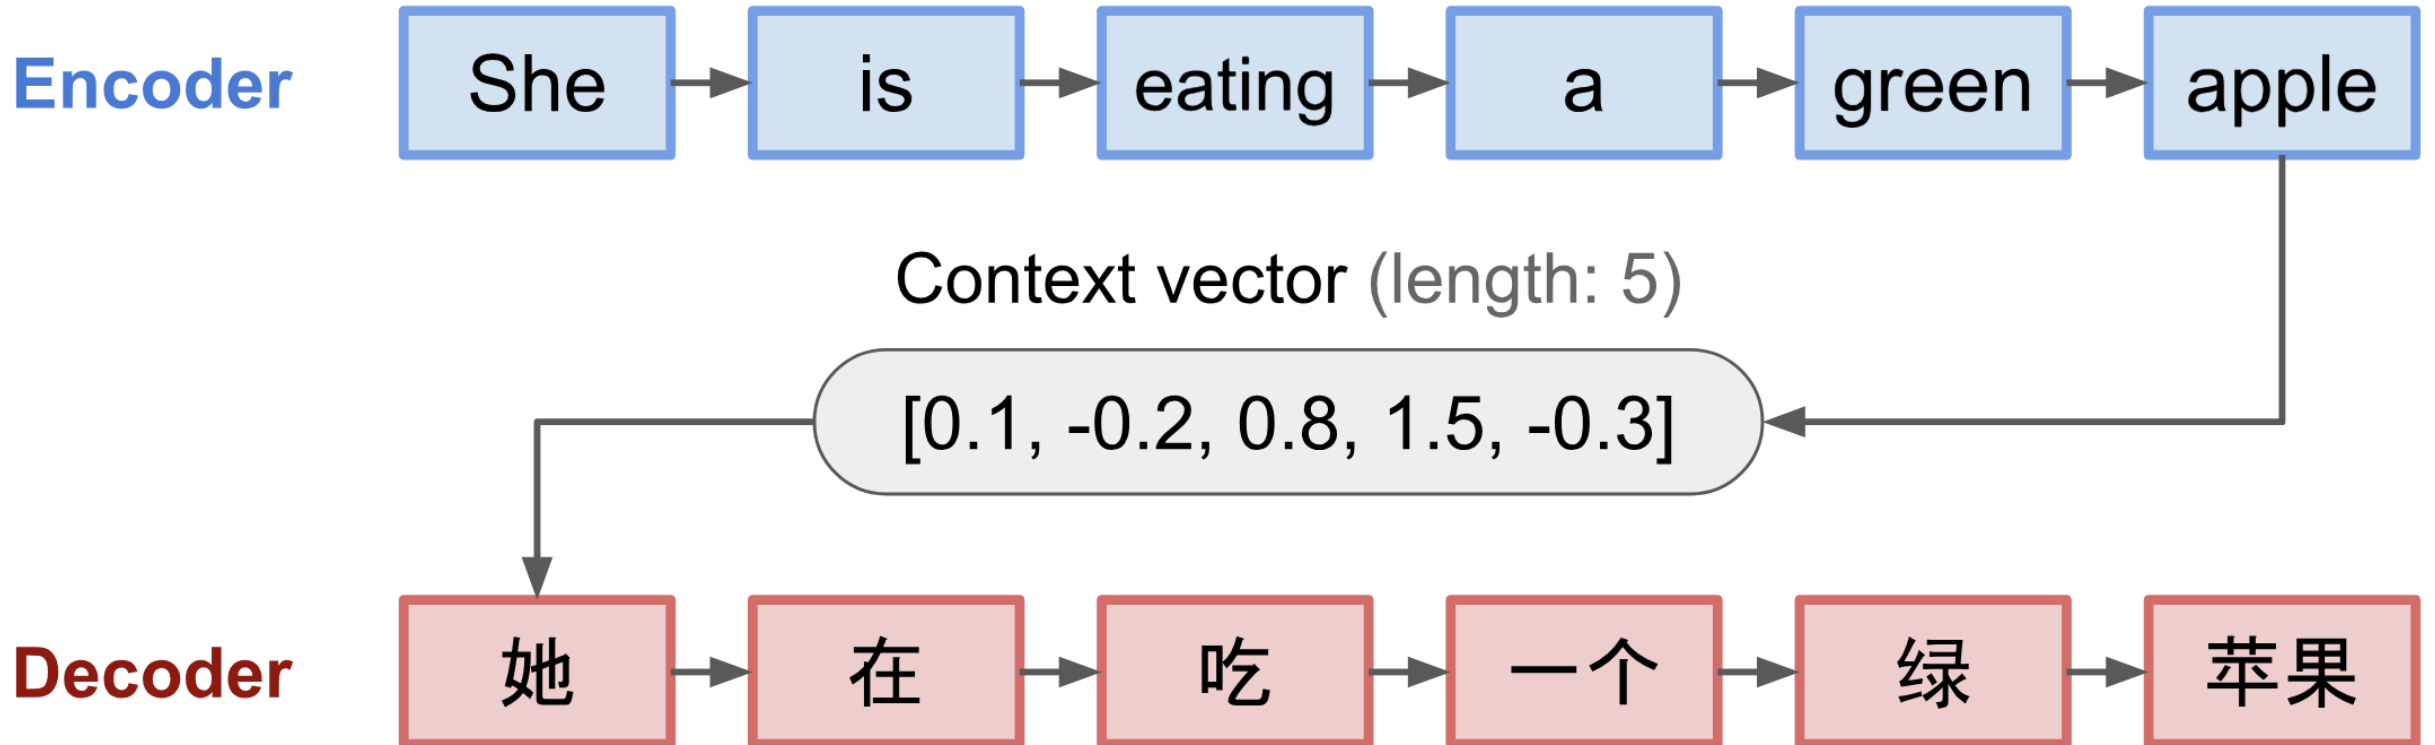 Encoder She is eating a green apple
Context vector (length: 5)
[0.1, -0.2, 0.8, 1.5, -0.3]
Decoder 她 在 吃 一个 绿 苹果